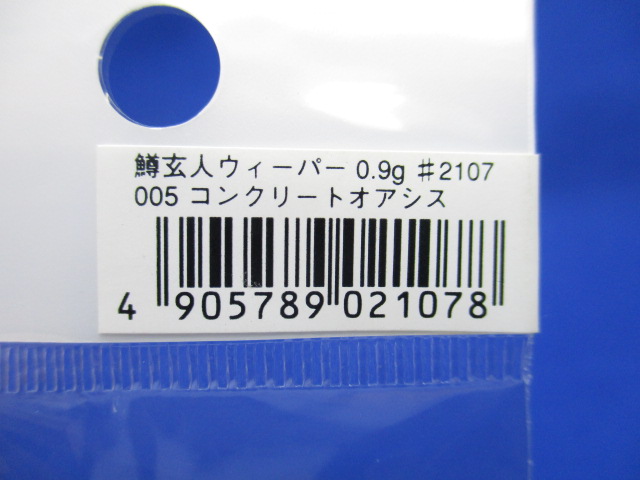 鱒玄人ウィーパー 0.9g ♯2107
005 コンクリートオアシス
4 905789 021078